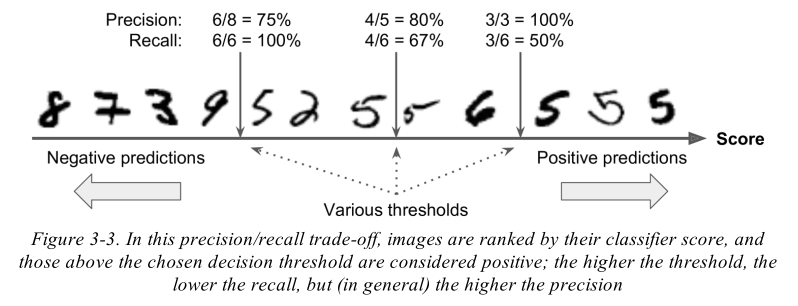 Precision: 6/8 = 75% 4/5 = 80% 3/3 = 100%
Recall: 6/6 = 100% 4/6 = 67% 3/6 = 50%
8 7 3 9 5 2 5 5 6 5 5 5
Score
Negative predictions Positive predictions
Various thresholds
Figure 3-3. In this precision/recall trade-off, images are ranked by their classifier score, and
those above the chosen decision threshold are considered positive; the higher the threshold, the
lower the recall, but (in general) the higher the precision